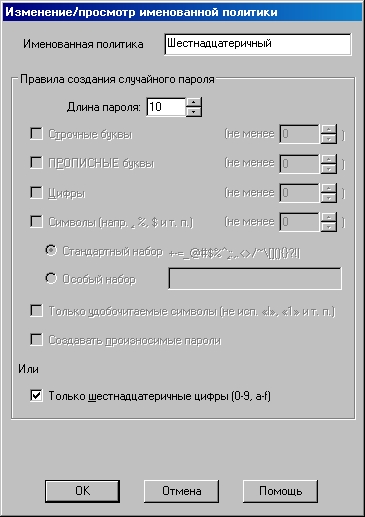 Изменение/просмотр именованной политики
Именованная политика Шестнадцатеричный
Правила создания случайного пароля
Длина пароля: 10
Строчные буквы (не менее 0 )
ПРОПИСНЫЕ буквы (не менее 0 )
Цифры (не менее 0 )
Символы (напр. , %, $ и т. п.) (не менее 0 )
Стандартный набор
Особый набор
Только удобочитаемые символы (не исп. «l», «1» и т. п.)
Создавать произносимые пароли
Или
Только шестнадцатеричные цифры (0-9, a-f)
OK Отмена Помощь